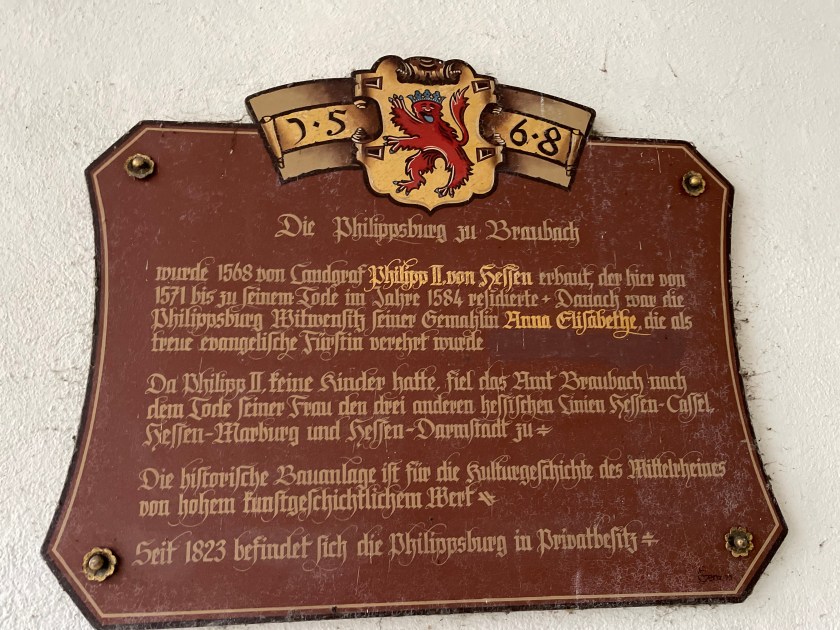 1·5
6·8
Die Philippsburg zu Braubach
wurde 1568 von Landgraf Philipp II. von Hessen erbaut, der hier von
1571 bis zu seinem Tode im Jahre 1584 residierte + Danach war die
Philippsburg Witwensitz seiner Gemahlin Anna Elisabethe, die als
treue evangelische Fürstin verehrt wurde
Da Philipp II. keine Kinder hatte, fiel das Amt Braubach nach
dem Tode seiner Frau den drei anderen hessischen Linien Hessen-Cassel,
Hessen-Marburg und Hessen-Darmstadt zu
Die historische Bauanlage ist für die Kulturgeschichte des Mittelrheines
von hohem kunstgeschichtlichem Wert
Seit 1823 befindet sich die Philippsburg in Privatbesitz